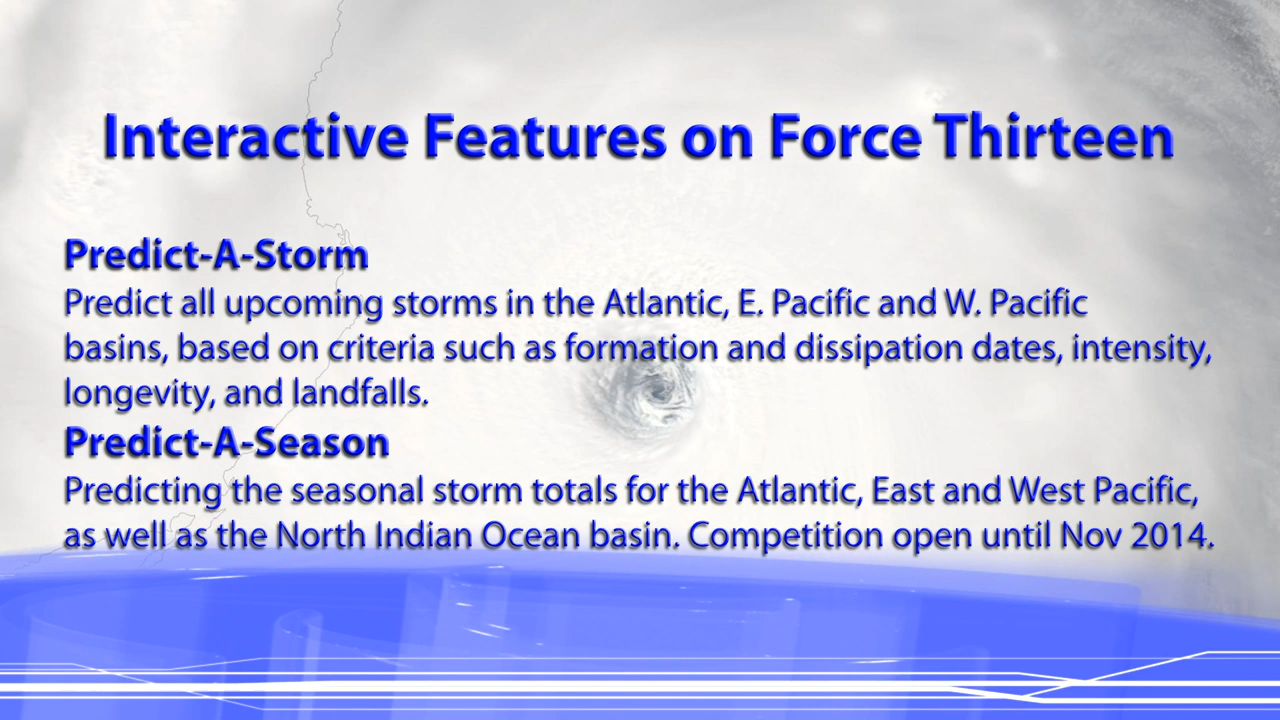 Interactive Features on Force Thirteen
Predict-A-Storm
Predict all upcoming storms in the Atlantic, E. Pacific and W. Pacific
basins, based on criteria such as formation and dissipation dates, intensity,
longevity, and landfalls.
Predict-A-Season
Predicting the seasonal storm totals for the Atlantic, East and West Pacific,
as well as the North Indian Ocean basin. Competition open until Nov 2014.